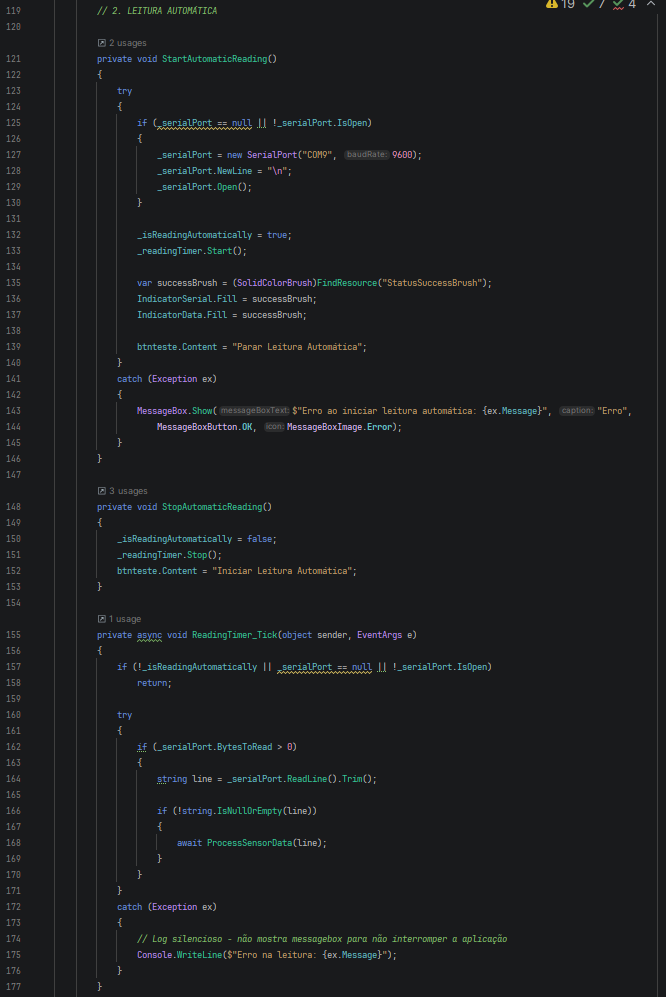 19 7 4
119 // 2. LEITURA AUTOMÁTICA
120
2 usages
121 private void StartAutomaticReading()
122 {
123 try
124 {
125 if (_serialPort == null || !_serialPort.IsOpen)
126 {
127 _serialPort = new SerialPort("COM9", baudRate: 9600);
128 _serialPort.NewLine = "\n";
129 _serialPort.Open();
130 }
131
132 _isReadingAutomatically = true;
133 _readingTimer.Start();
134
135 var successBrush = (SolidColorBrush)FindResource("StatusSuccessBrush");
136 IndicatorSerial.Fill = successBrush;
137 IndicatorData.Fill = successBrush;
138
139 btnteste.Content = "Parar Leitura Automática";
140 }
141 catch (Exception ex)
142 {
143 MessageBox.Show( messageBoxText: $"Erro ao iniciar leitura automática: {ex.Message}", caption: "Erro",
144 MessageBoxButton.OK, icon: MessageBoxImage.Error);
145 }
146 }
147
3 usages
148 private void StopAutomaticReading()
149 {
150 _isReadingAutomatically = false;
151 _readingTimer.Stop();
152 btnteste.Content = "Iniciar Leitura Automática";
153 }
154
1 usage
155 private async void ReadingTimer_Tick(object sender, EventArgs e)
156 {
157 if (!_isReadingAutomatically || _serialPort == null || !_serialPort.IsOpen)
158 return;
159
160 try
161 {
162 if (_serialPort.BytesToRead > 0)
163 {
164 string line = _serialPort.ReadLine().Trim();
165
166 if (!string.IsNullOrEmpty(line))
167 {
168 await ProcessSensorData(line);
169 }
170 }
171 }
172 catch (Exception ex)
173 {
174 // Log silencioso - não mostra messagebox para não interromper a aplicação
175 Console.WriteLine($"Erro na leitura: {ex.Message}");
176 }
177 }